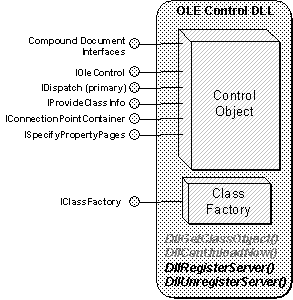 OLE Control DLL
Compound Document
Interfaces
IOleControl
IDispatch (primary)
IProvideClassInfo
IConnectionPointContainer
ISpecifyPropertyPages
Control
Object
IClassFactory
Class
Factory
DllGetClassObject()
DllCanUnloadNow()
DllRegisterServer()
DllUnregisterServer()